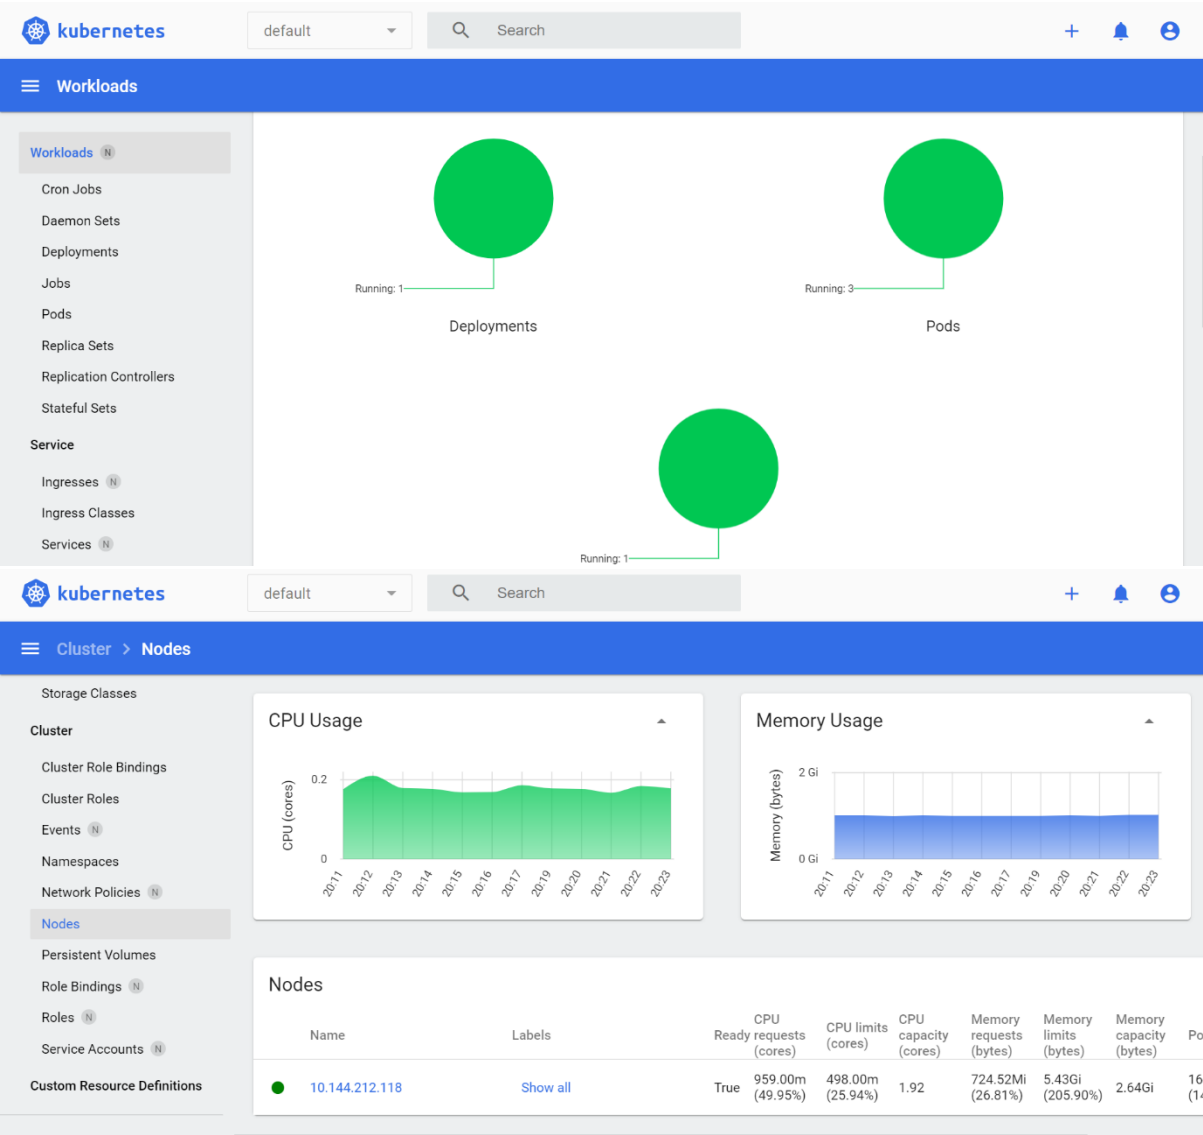 kubernetes default Search
Workloads
Workloads N
Cron Jobs
Daemon Sets
Deployments
Jobs
Pods
Replica Sets
Replication Controllers
Stateful Sets
Service
Ingresses N
Ingress Classes
Services N
Running: 1
Deployments
Running: 3
Pods
Running: 1
kubernetes default Search
Cluster > Nodes
Storage Classes
Cluster
Cluster Role Bindings
Cluster Roles
Events N
Namespaces
Network Policies N
Nodes
Persistent Volumes
Role Bindings N
Roles N
Service Accounts N
Custom Resource Definitions
CPU Usage
CPU (cores)
0.2
0
20:11 20:12 20:13 20:14 20:15 20:16 20:17 20:19 20:20 20:21 20:22 20:23
Memory Usage
Memory (bytes)
2 Gi
0 Gi
20:11 20:12 20:13 20:14 20:15 20:16 20:17 20:19 20:20 20:21 20:22 20:23
Nodes
Name Labels Ready CPU requests (cores) CPU limits (cores) CPU capacity (cores) Memory requests (bytes) Memory limits (bytes) Memory capacity (bytes) Po
10.144.212.118 Show all True 959.00m (49.95%) 498.00m (25.94%) 1.92 724.52Mi (26.81%) 5.43Gi (205.90%) 2.64Gi 16 (14